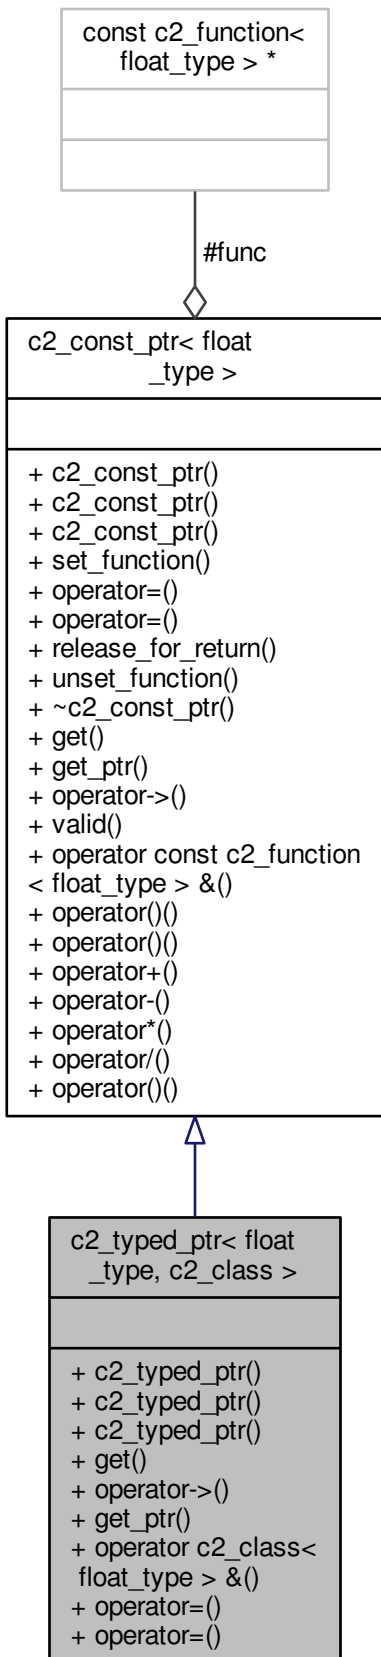 const c2_function<
float_type > *
#func
c2_const_ptr< float
_type >
+ c2_const_ptr()
+ c2_const_ptr()
+ c2_const_ptr()
+ set_function()
+ operator=()
+ operator=()
+ release_for_return()
+ unset_function()
+ ~c2_const_ptr()
+ get()
+ get_ptr()
+ operator->()
+ valid()
+ operator const c2_function
< float_type > &()
+ operator()()
+ operator()()
+ operator+()
+ operator-()
+ operator*()
+ operator/()
+ operator()()
c2_typed_ptr< float
_type, c2_class >
+ c2_typed_ptr()
+ c2_typed_ptr()
+ c2_typed_ptr()
+ get()
+ operator->()
+ get_ptr()
+ operator c2_class<
float_type > &()
+ operator=()
+ operator=()